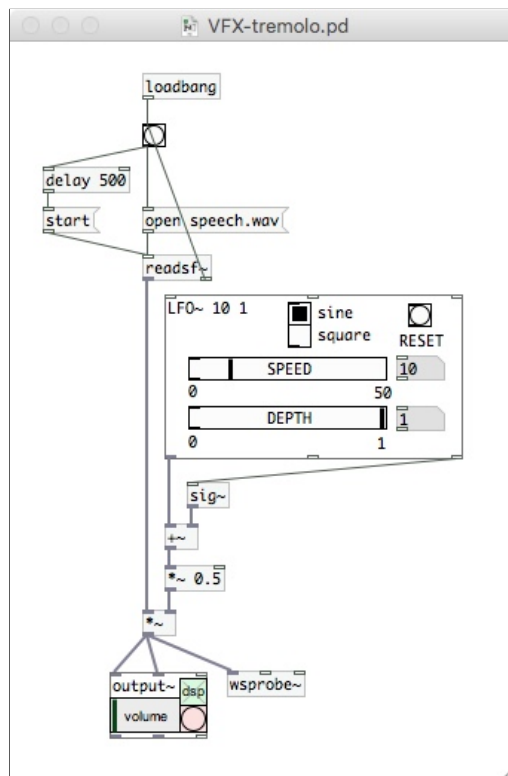 VFX-tremolo.pd
loadbang
delay 500
start
open speech.wav
readsf~
LFO~ 10 1
sine
square
RESET
SPEED
10
0
50
DEPTH
1
0
1
sig~
+~
*~ 0.5
*~
output~
dsp
volume
wsprobe~